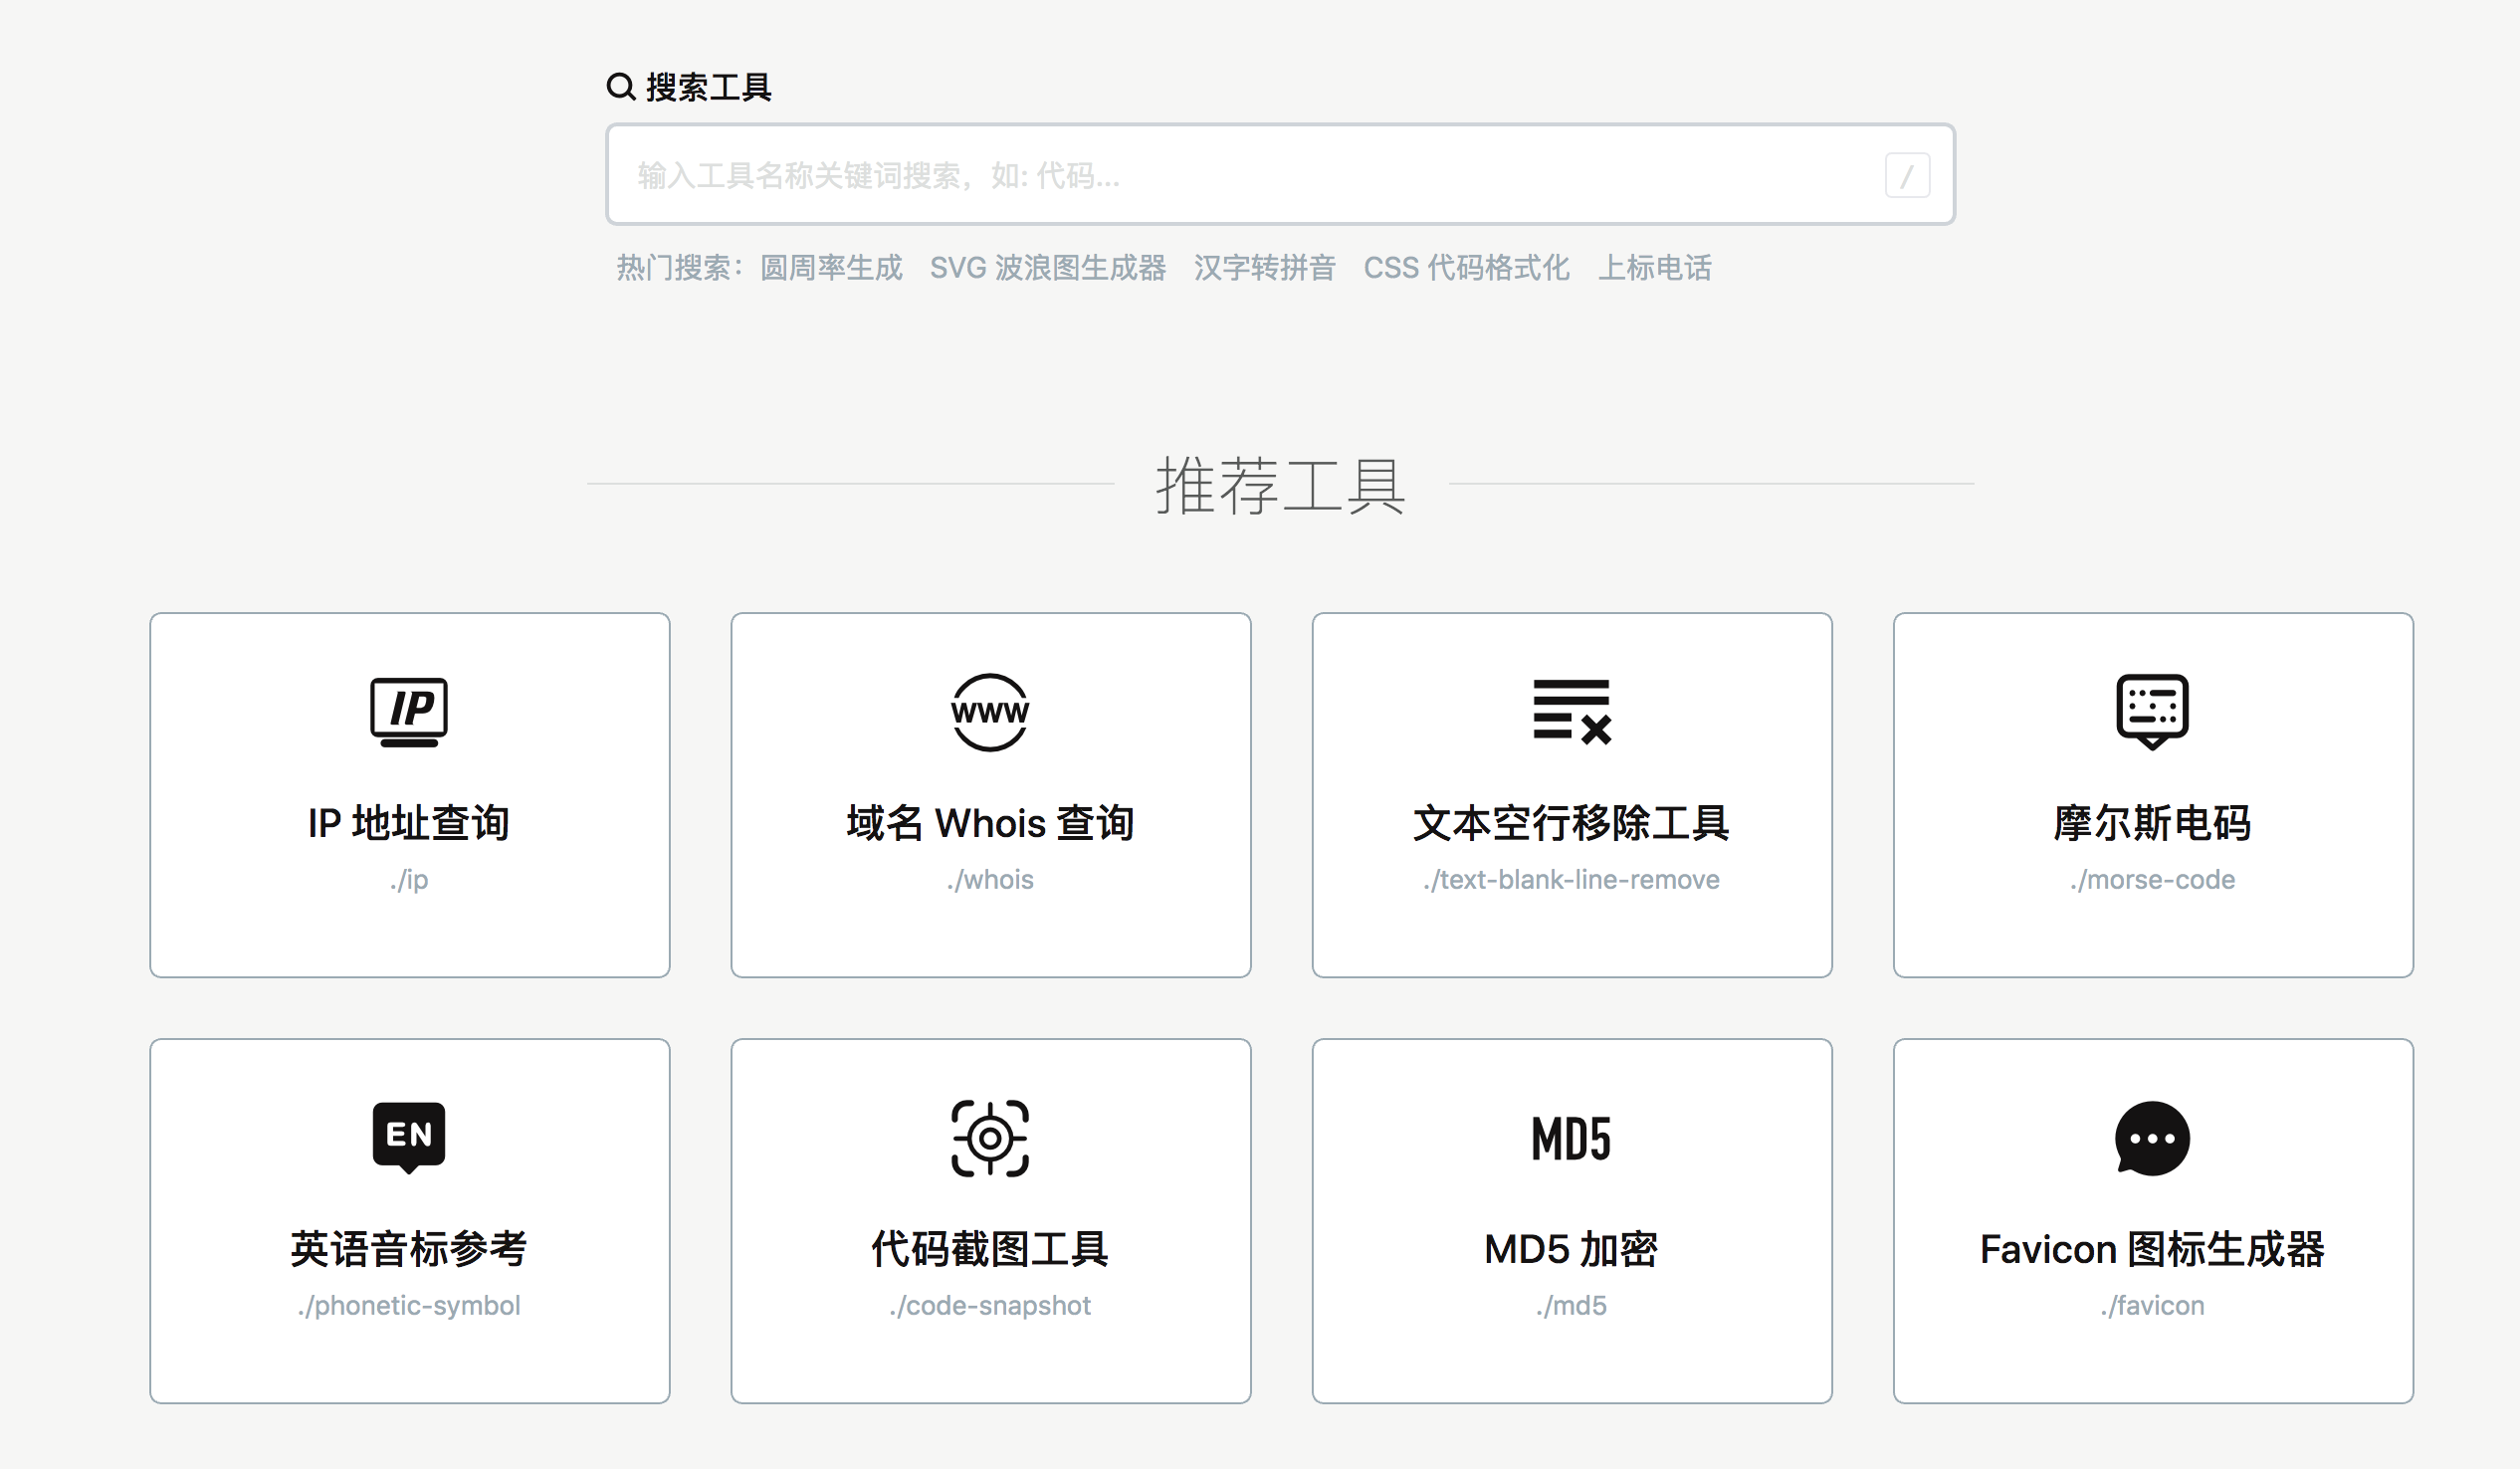 搜索工具
输入工具名称关键词搜索，如: 代码...
/
热门搜索： 圆周率生成 SVG 波浪图生成器 汉字转拼音 CSS 代码格式化 上标电话
推荐工具
IP
IP 地址查询
./ip
WWW
域名 Whois 查询
./whois
文本空行移除工具
./text-blank-line-remove
摩尔斯电码
./morse-code
EN
英语音标参考
./phonetic-symbol
代码截图工具
./code-snapshot
MD5
MD5 加密
./md5
Favicon 图标生成器
./favicon